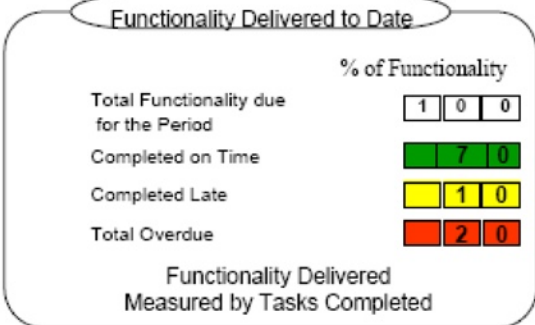 Functionality Delivered to Date
% of Functionality
Total Functionality due 1 0 0
for the Period
Completed on Time 7 0
Completed Late 1 0
Total Overdue 2 0
Functionality Delivered
Measured by Tasks Completed